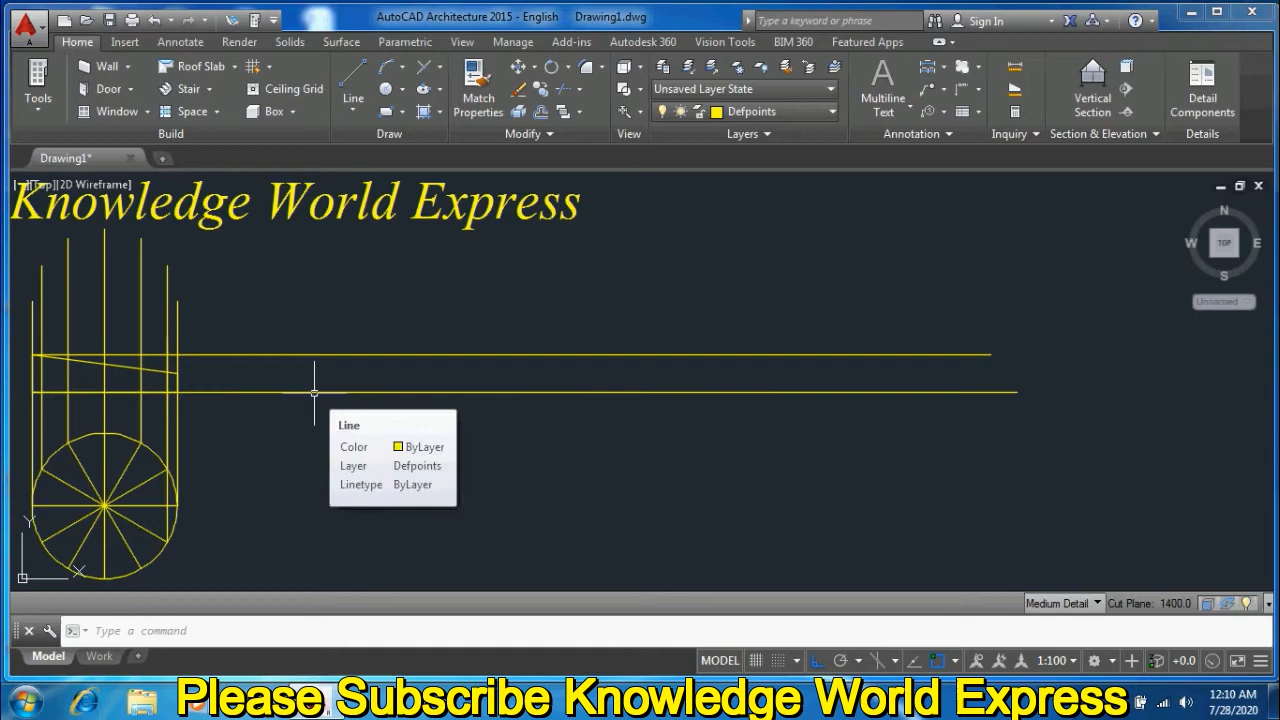 AutoCAD Architecture 2015 - English Drawing1.dwg
Type a keyword or phrase
Sign In
Home Insert Annotate Render Solids Surface Parametric View Manage Add-ins Autodesk 360 Vision Tools BIM 360 Featured Apps
Tools
Wall
Door
Window
Roof Slab
Stair
Space
Ceiling Grid
Box
Build
Line
Draw
Match
Properties
Modify
View
Unsaved Layer State
Defpoints
Layers
Multiline
Text
Annotation
Inquiry
Vertical
Section
Section & Elevation
Detail
Components
Details
Drawing1*
[-][Top][2D Wireframe]
Knowledge World Express
N
W TOP E
S
Unnamed
Line
Color ByLayer
Layer Defpoints
Linetype ByLayer
Y
X
Medium Detail Cut Plane: 1400.0
Type a command
Model Work
MODEL 1:100 +0.0
Please Subscribe Knowledge World Express
12:10 AM
7/28/2020